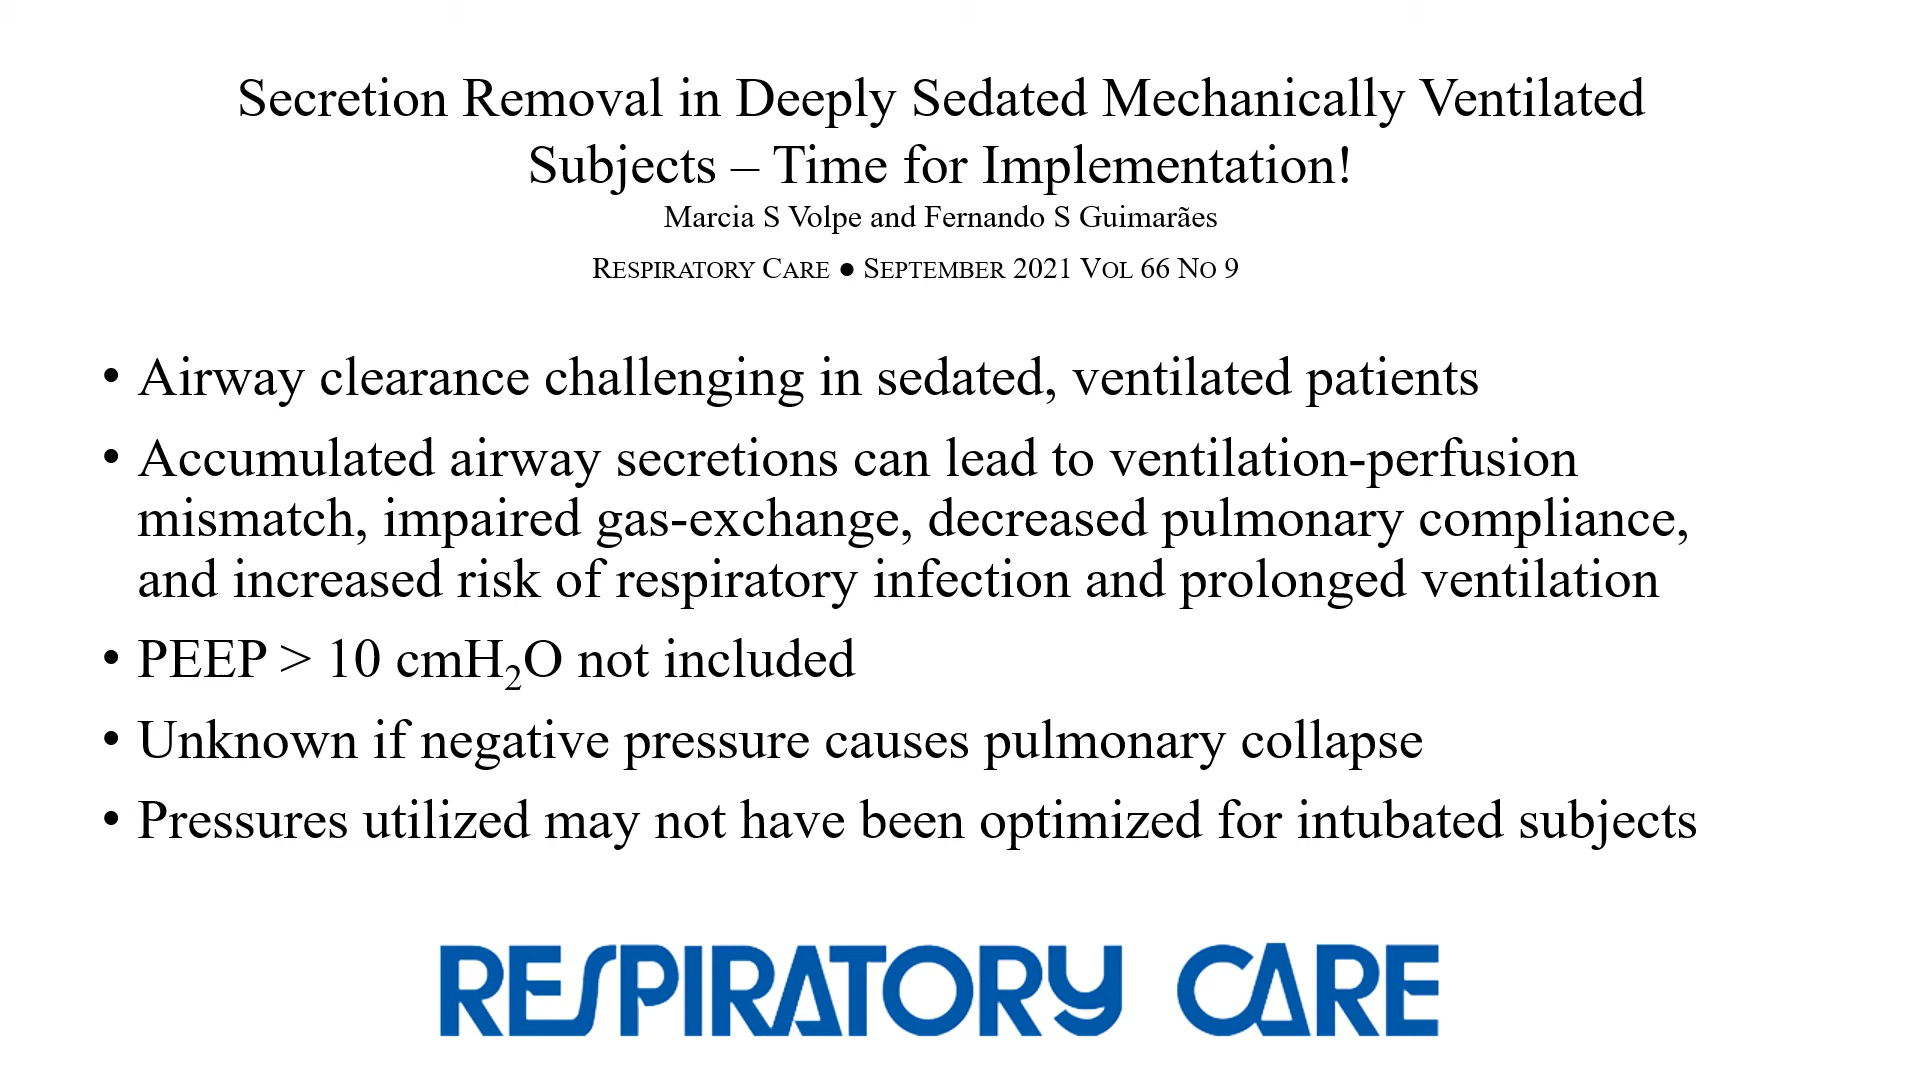 Secretion Removal in Deeply Sedated Mechanically Ventilated
Subjects – Time for Implementation!
Marcia S Volpe and Fernando S Guimarães
RESPIRATORY CARE ● SEPTEMBER 2021 VOL 66 NO 9
• Airway clearance challenging in sedated, ventilated patients
• Accumulated airway secretions can lead to ventilation-perfusion
mismatch, impaired gas-exchange, decreased pulmonary compliance,
and increased risk of respiratory infection and prolonged ventilation
• PEEP > 10 cmH₂O not included
• Unknown if negative pressure causes pulmonary collapse
• Pressures utilized may not have been optimized for intubated subjects
RESPIRATORY CARE